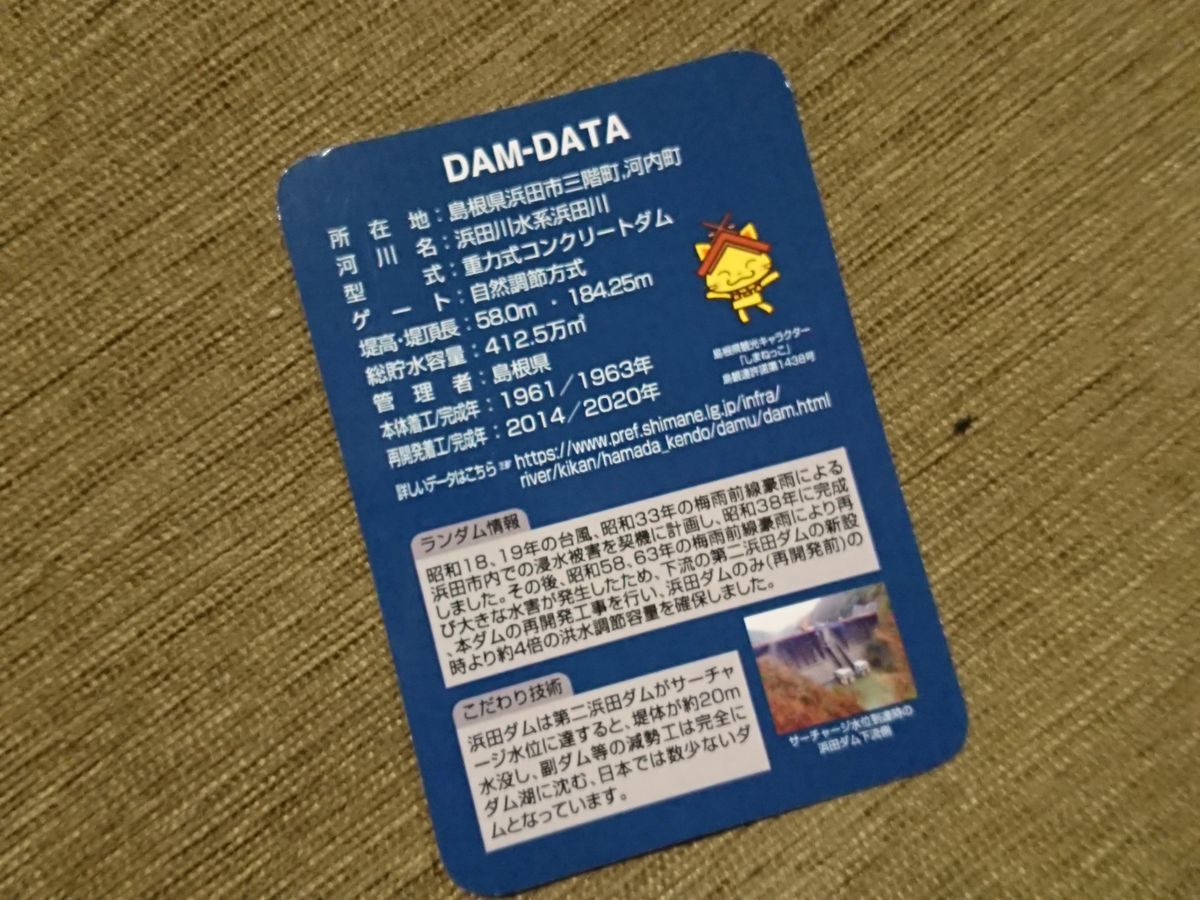 DAM-DATA
所在地：島根県浜田市三階町,河内町
河川名：浜田川水系浜田川
型式：重力式コンクリートダム
ゲート：自然調節方式
堤高・堤頂長：58.0m・184.25m
総貯水容量：412.5万㎥
管理者：島根県
本体着工/完成年：1961／1963年
再開発着工/完成年：2014／2020年
詳しいデータはこちら☞https://www.pref.shimane.lg.jp/infra/
river/kikan/hamada_kendo/damu/dam.html
島根県観光キャラクター
「しまねっこ」
島観連許諾第1438号
ランダム情報
昭和18、19年の台風、昭和33年の梅雨前線豪雨による
浜田市内での浸水被害を契機に計画し、昭和38年に完成
しました。その後、昭和58、63年の梅雨前線豪雨により再
び大きな水害が発生したため、下流の第二浜田ダムの新設
、本ダムの再開発工事を行い、浜田ダムのみ(再開発前)の
時より約4倍の洪水調節容量を確保しました。
こだわり技術
浜田ダムは第二浜田ダムがサーチャ
ージ水位に達すると、堤体が約20m
水没し、副ダム等の減勢工は完全に
ダム湖に沈む、日本では数少ないダ
ムとなっています。
サーチャージ水位到達時の
浜田ダム下流側